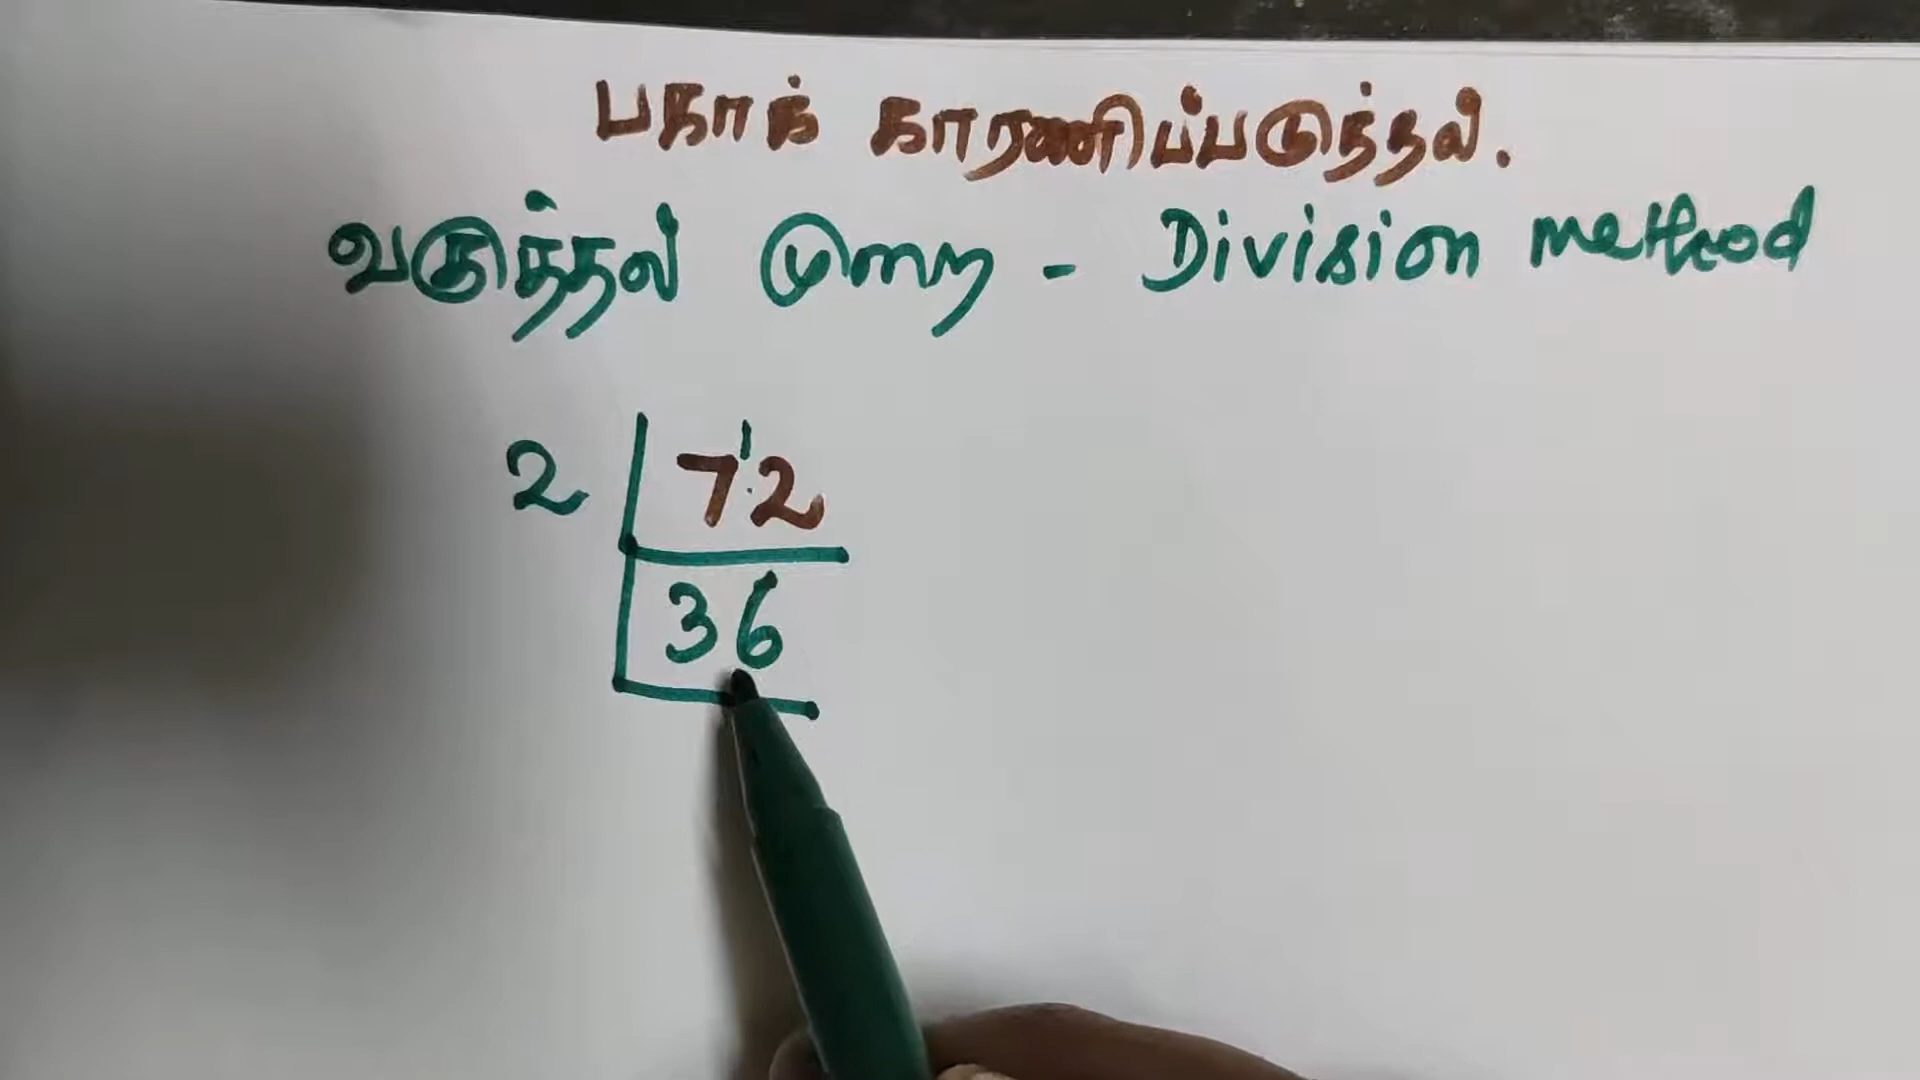 பகாக் காரணிப்படுத்தல்.
வகுத்தல் முறை - Division method
2 72
36